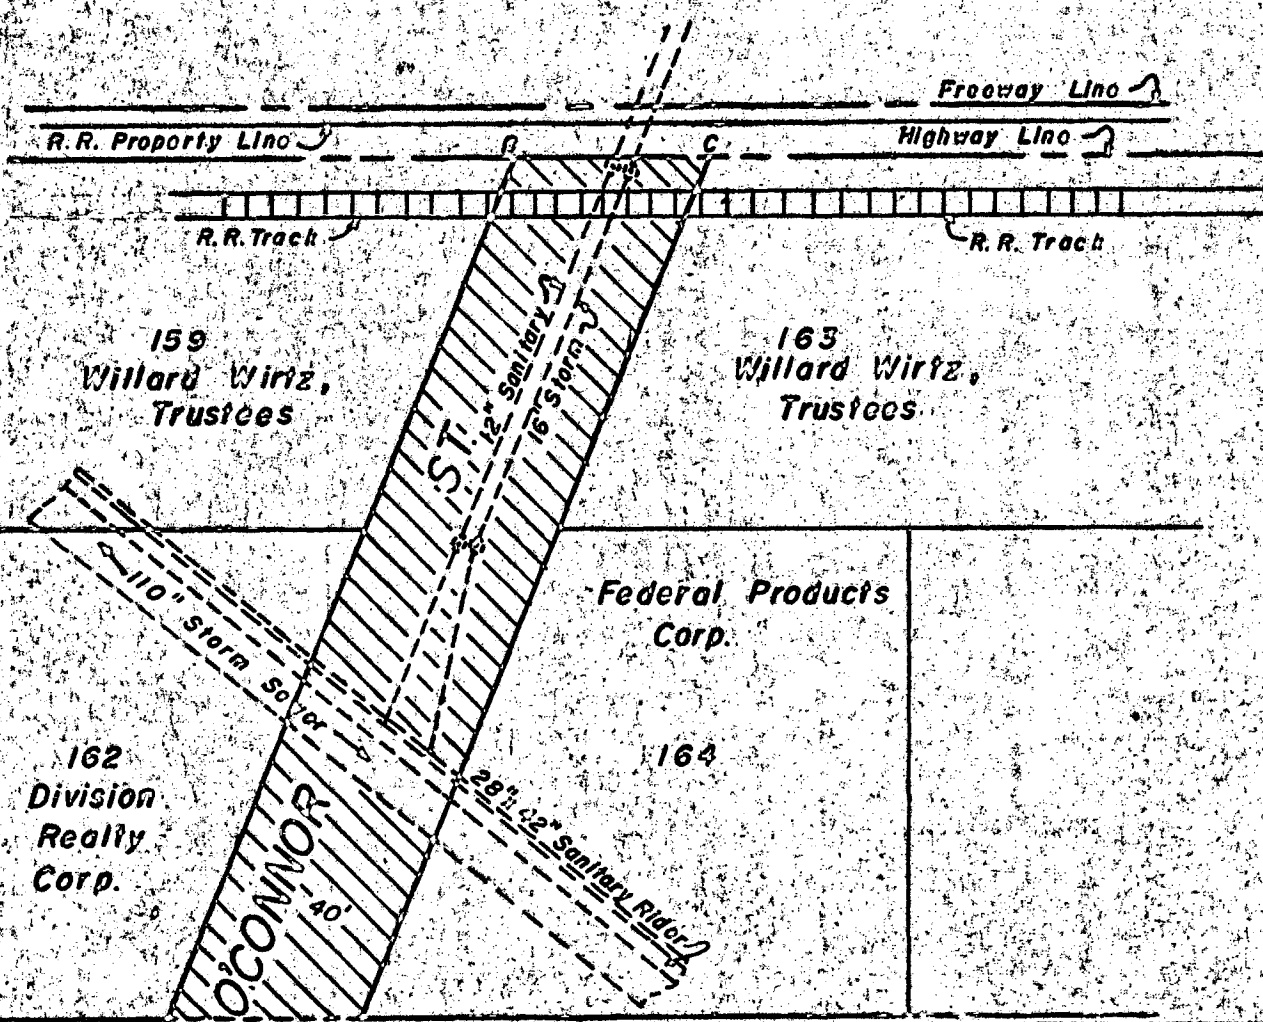 Freeway Line
R.R. Property Line
Highway Line
B
C
R.R. Track
R.R. Track
159
Willard Wirtz,
Trustees
163
Willard Wirtz,
Trustees
12" Sanitary
16" Storm
ST.
110" Storm Sewer
Federal Products
Corp.
162
Division
Realty
Corp.
164
28" 42" Sanitary Rider
O'CONNOR
40'